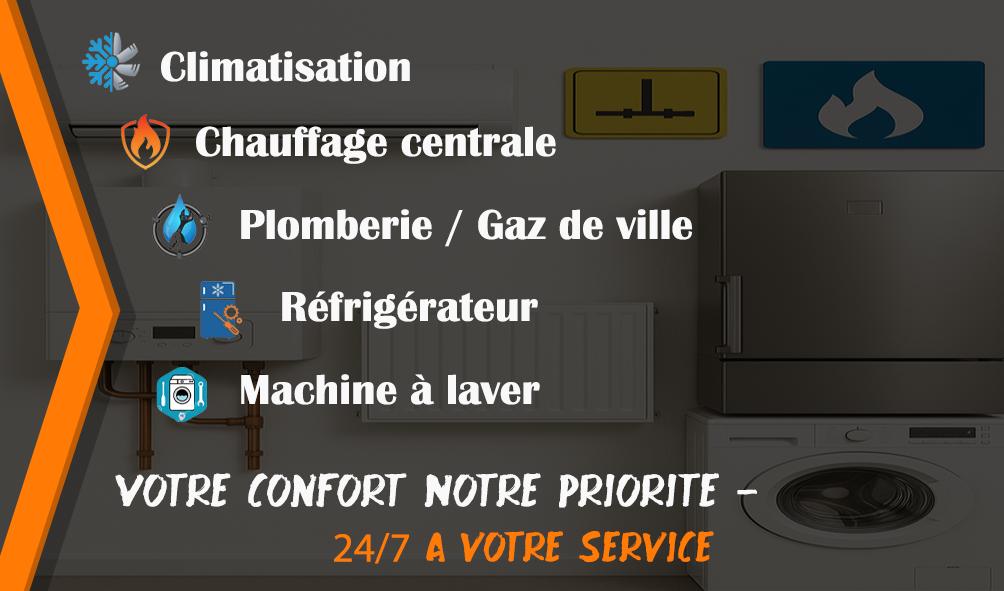 Climatisation
Chauffage centrale
Plomberie / Gaz de ville
Réfrigérateur
Machine à laver
VOTRE CONFORT NOTRE PRIORITE -
24/7 A VOTRE SERVICE